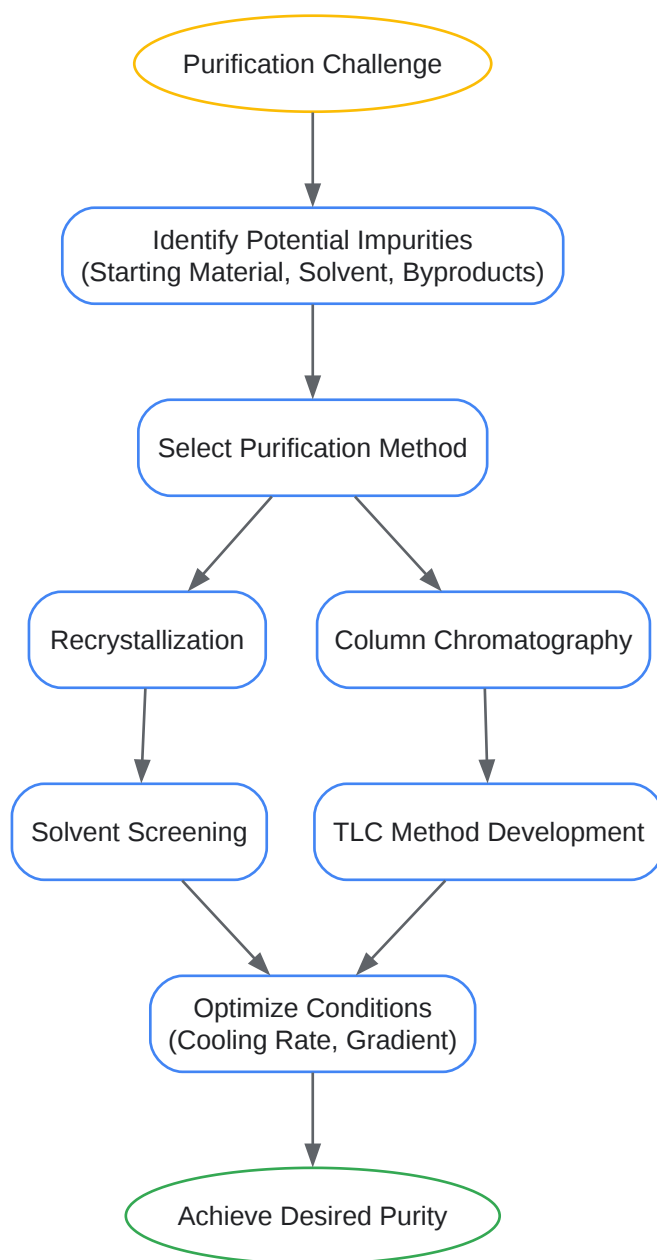 Purification Challenge
Identify Potential Impurities
(Starting Material, Solvent, Byproducts)
Select Purification Method
Recrystallization
Column Chromatography
Solvent Screening
TLC Method Development
Optimize Conditions
(Cooling Rate, Gradient)
Achieve Desired Purity